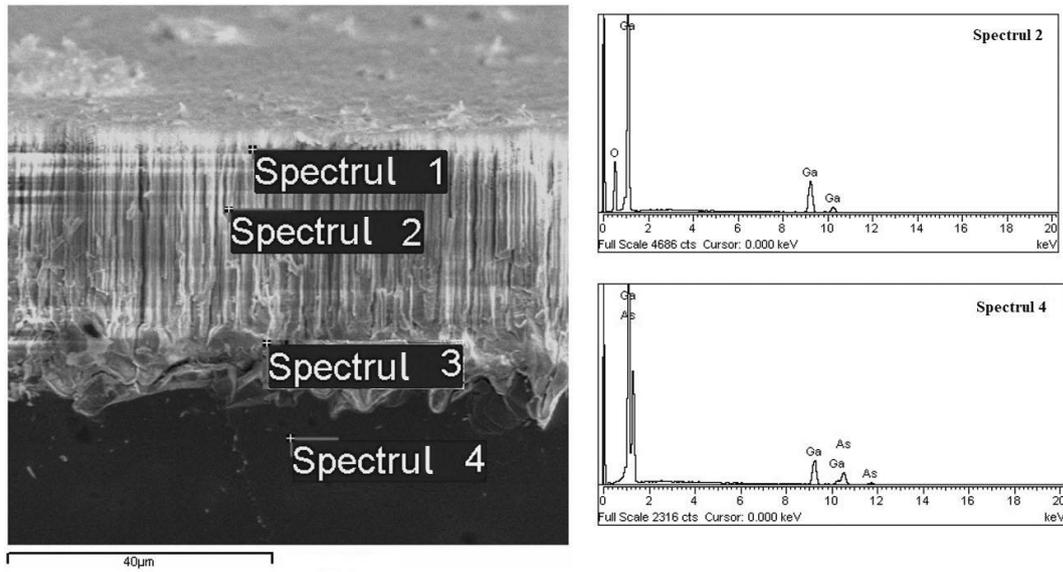 Spectrul 1
Spectrul 2
Spectrul 3
Spectrul 4
40µm
Spectrul 2
Ga
O
Ga
Ga
0 2 4 6 8 10 12 14 16 18 20
Full Scale 4686 cts Cursor: 0.000 keV keV
Spectrul 4
Ga
As
As
Ga
Ga
As
0 2 4 6 8 10 12 14 16 18 20
Full Scale 2316 cts Cursor: 0.000 keV keV